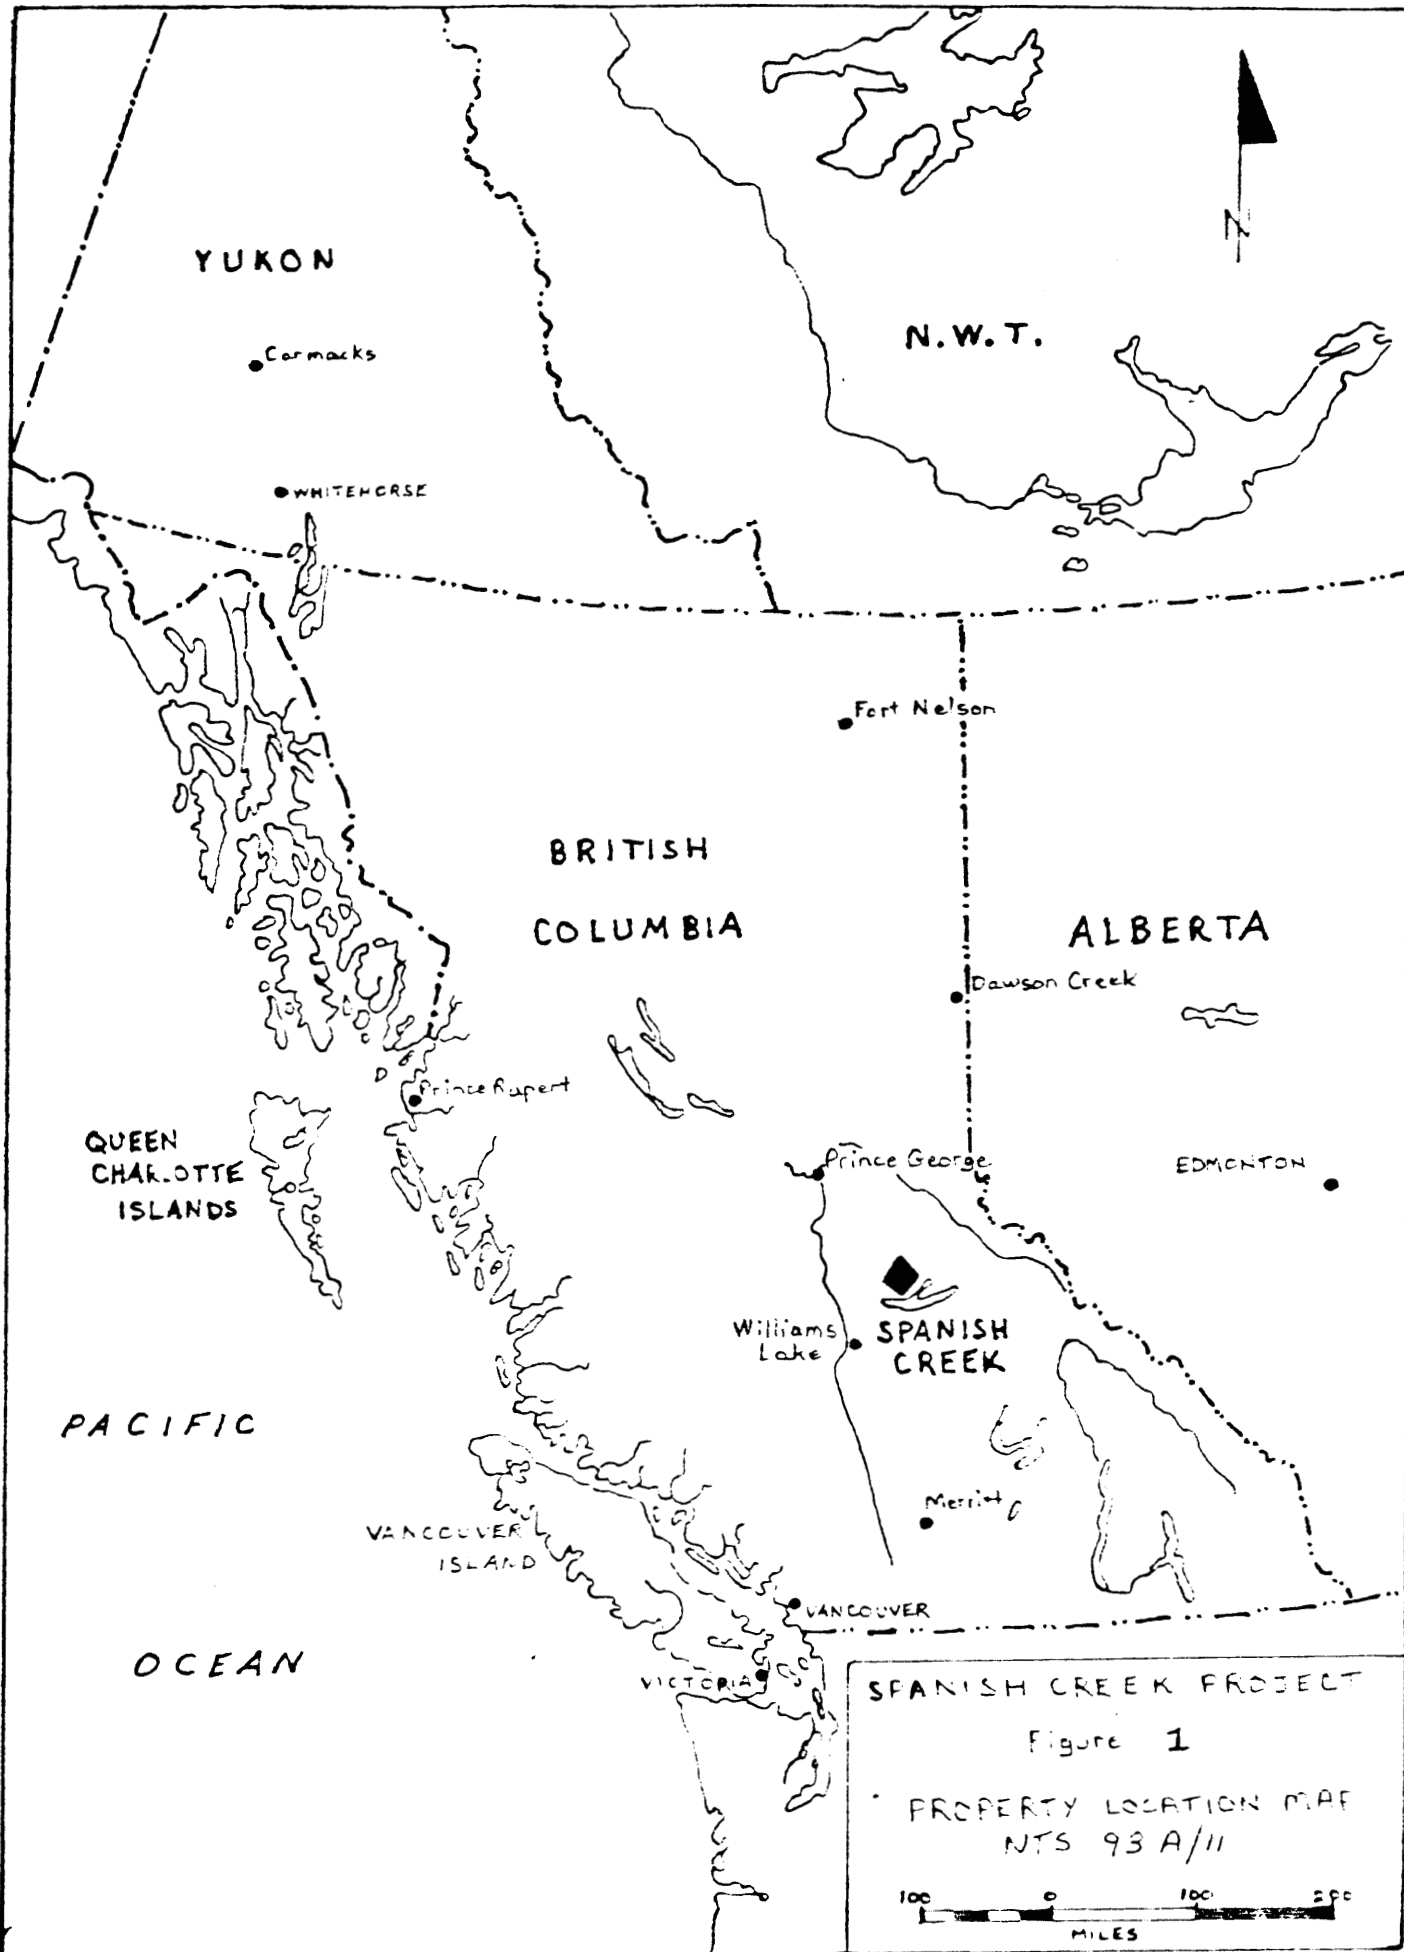 N
YUKON
N.W.T.
Carmacks
WHITEHORSE
Fort Nelson
BRITISH
COLUMBIA
ALBERTA
Dawson Creek
Prince Rupert
QUEEN
CHARLOTTE
ISLANDS
Prince George
EDMONTON
Williams
Lake
SPANISH
CREEK
PACIFIC
Merritt
VANCOUVER
ISLAND
VANCOUVER
OCEAN
VICTORIA
SPANISH CREEK PROJECT
Figure 1
PROPERTY LOCATION MAP
NTS 93 A/11
100 0 100 200
MILES